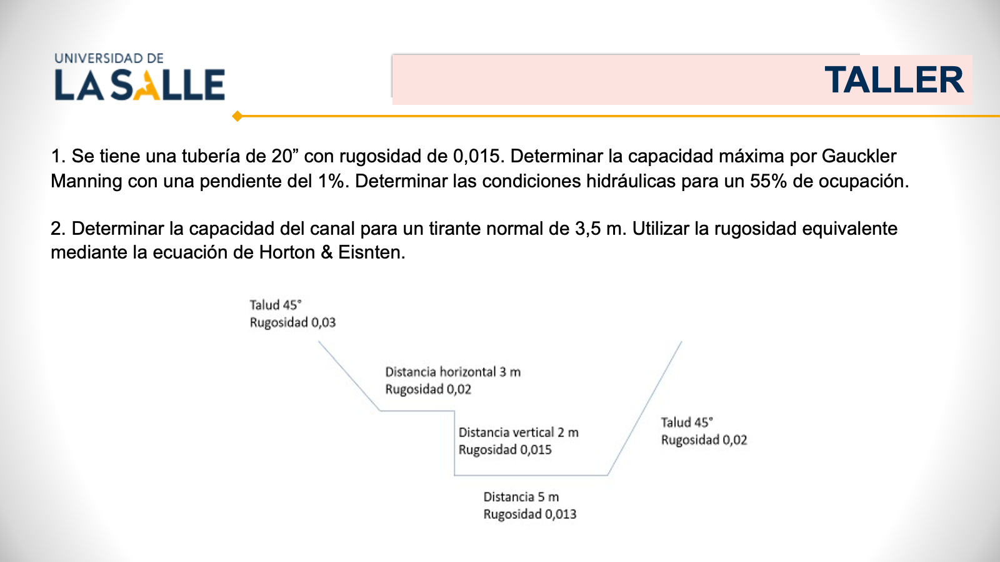 UNIVERSIDAD DE
LA SALLE
TALLER
1. Se tiene una tubería de 20” con rugosidad de 0,015. Determinar la capacidad máxima por Gauckler
Manning con una pendiente del 1%. Determinar las condiciones hidráulicas para un 55% de ocupación.
2. Determinar la capacidad del canal para un tirante normal de 3,5 m. Utilizar la rugosidad equivalente
mediante la ecuación de Horton & Eisnten.
Talud 45°
Rugosidad 0,03
Distancia horizontal 3 m
Rugosidad 0,02
Distancia vertical 2 m
Rugosidad 0,015
Talud 45°
Rugosidad 0,02
Distancia 5 m
Rugosidad 0,013